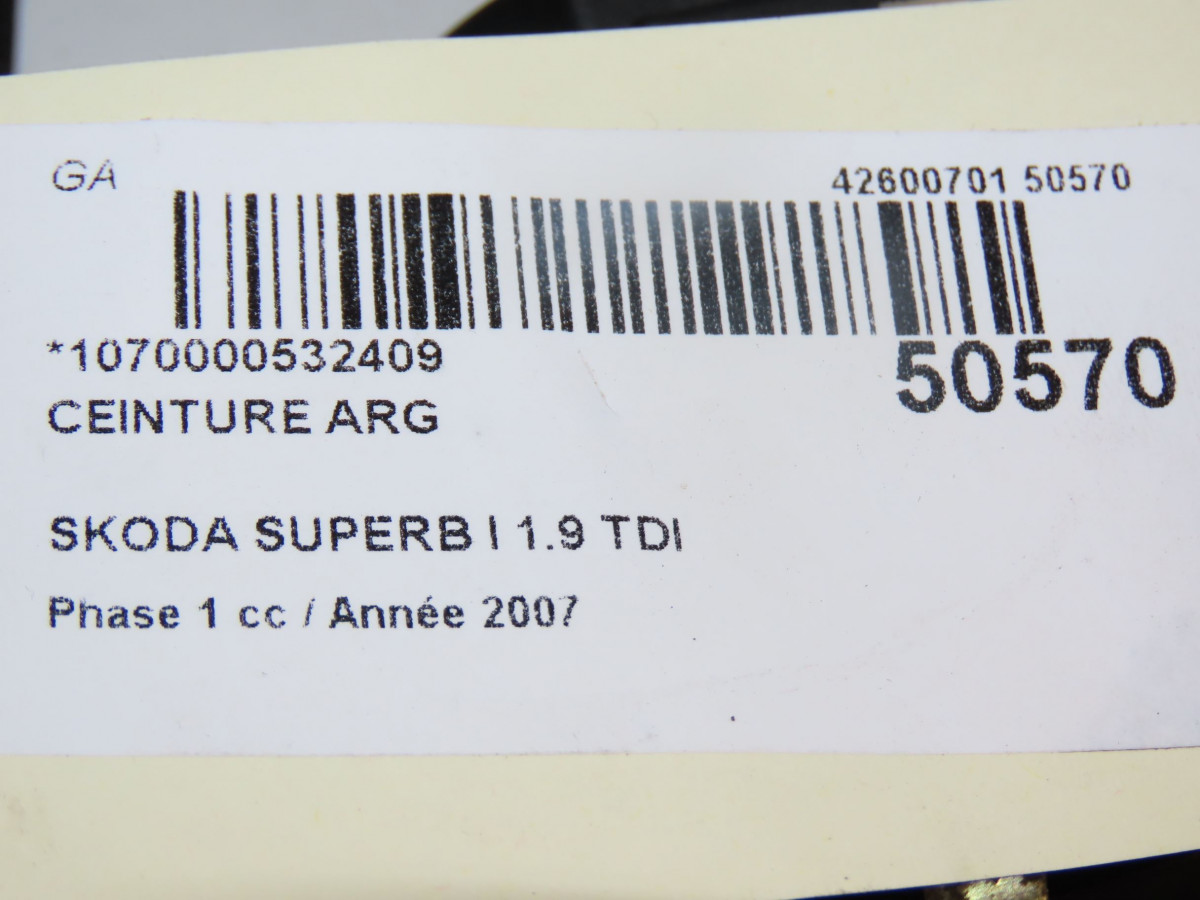 GA
42600701 50570
*1070000532409
50570
CEINTURE ARG
SKODA SUPERB I 1.9 TDI
Phase 1 cc / Année 2007